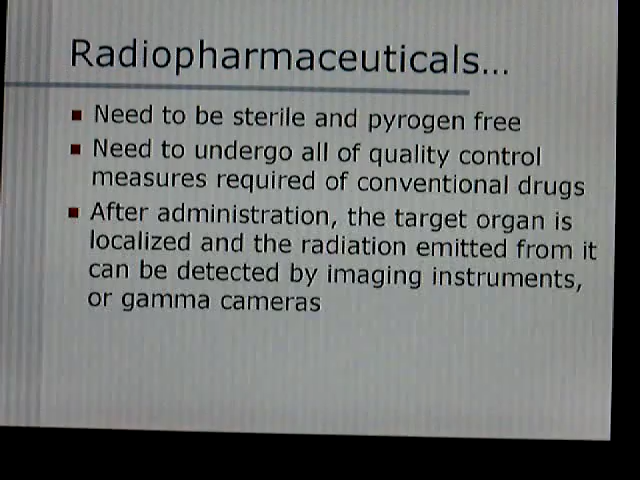 Radiopharmaceuticals...
Need to be sterile and pyrogen free
Need to undergo all of quality control
measures required of conventional drugs
After administration, the target organ is
localized and the radiation emitted from it
can be detected by imaging instruments,
or gamma cameras